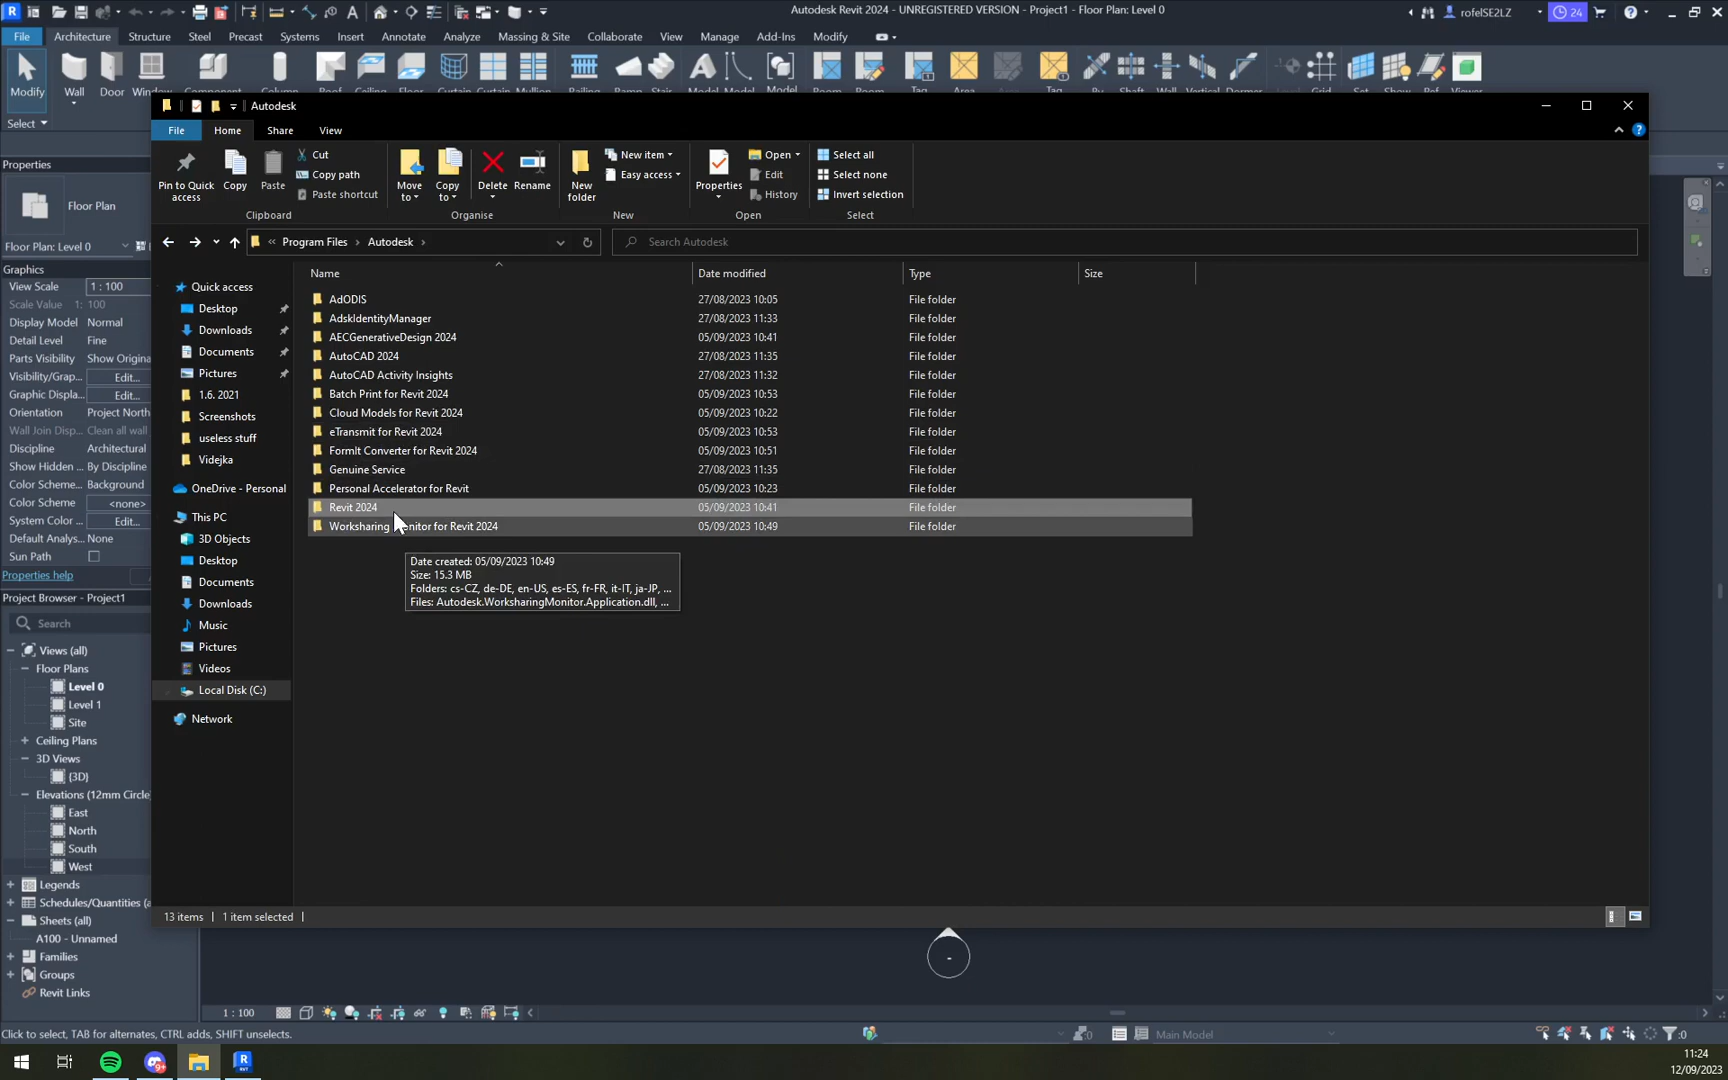 Autodesk Revit 2024 - UNREGISTERED VERSION - Project1 - Floor Plan: Level 0
rofelSE2LZ
24
File Architecture Structure Steel Precast Systems Insert Annotate Analyze Massing & Site Collaborate View Manage Add-Ins Modify
Modify Wall Door Window
Select
Autodesk
File Home Share View
Pin to Quick access
Copy
Paste
Cut
Copy path
Paste shortcut
Move to
Copy to
Delete
Rename
New folder
New item
Easy access
Properties
Open
Edit
History
Select all
Select none
Invert selection
Clipboard Organise New Open Select
« Program Files > Autodesk >
Search Autodesk
Name Date modified Type Size
AdODIS 27/08/2023 10:05 File folder
AdskIdentityManager 27/08/2023 11:33 File folder
AECGenerativeDesign 2024 05/09/2023 10:41 File folder
AutoCAD 2024 27/08/2023 11:35 File folder
AutoCAD Activity Insights 27/08/2023 11:32 File folder
Batch Print for Revit 2024 05/09/2023 10:53 File folder
Cloud Models for Revit 2024 05/09/2023 10:22 File folder
eTransmit for Revit 2024 05/09/2023 10:53 File folder
FormIt Converter for Revit 2024 05/09/2023 10:51 File folder
Genuine Service 27/08/2023 11:35 File folder
Personal Accelerator for Revit 05/09/2023 10:23 File folder
Revit 2024 05/09/2023 10:41 File folder
Worksharing Monitor for Revit 2024 05/09/2023 10:49 File folder
Date created: 05/09/2023 10:49
Size: 15.3 MB
Folders: cs-CZ, de-DE, en-US, es-ES, fr-FR, it-IT, ja-JP, ...
Files: Autodesk.WorksharingMonitor.Application.dll, ...
Quick access
Desktop
Downloads
Documents
Pictures
1.6. 2021
Screenshots
useless stuff
Videjka
OneDrive - Personal
This PC
3D Objects
Desktop
Documents
Downloads
Music
Pictures
Videos
Local Disk (C:)
Network
13 items 1 item selected
Properties
Floor Plan
Floor Plan: Level 0
Graphics
View Scale 1 : 100
Scale Value 1: 100
Display Model Normal
Detail Level Fine
Parts Visibility Show Origina
Visibility/Grap... Edit...
Graphic Displa... Edit...
Orientation Project North
Wall Join Disp... Clean all wall
Discipline Architectural
Show Hidden ... By Discipline
Color Scheme... Background
Color Scheme <none>
System Color ... Edit...
Default Analys... None
Sun Path
Properties help
Project Browser - Project1
Search
Views (all)
Floor Plans
Level 0
Level 1
Site
Ceiling Plans
3D Views
{3D}
Elevations (12mm Circle
East
North
South
West
Legends
Schedules/Quantities (a
Sheets (all)
A100 - Unnamed
Families
Groups
Revit Links
1 : 100
Click to select, TAB for alternates, CTRL adds, SHIFT unselects.
:0
Main Model
:0
11:24
12/09/2023